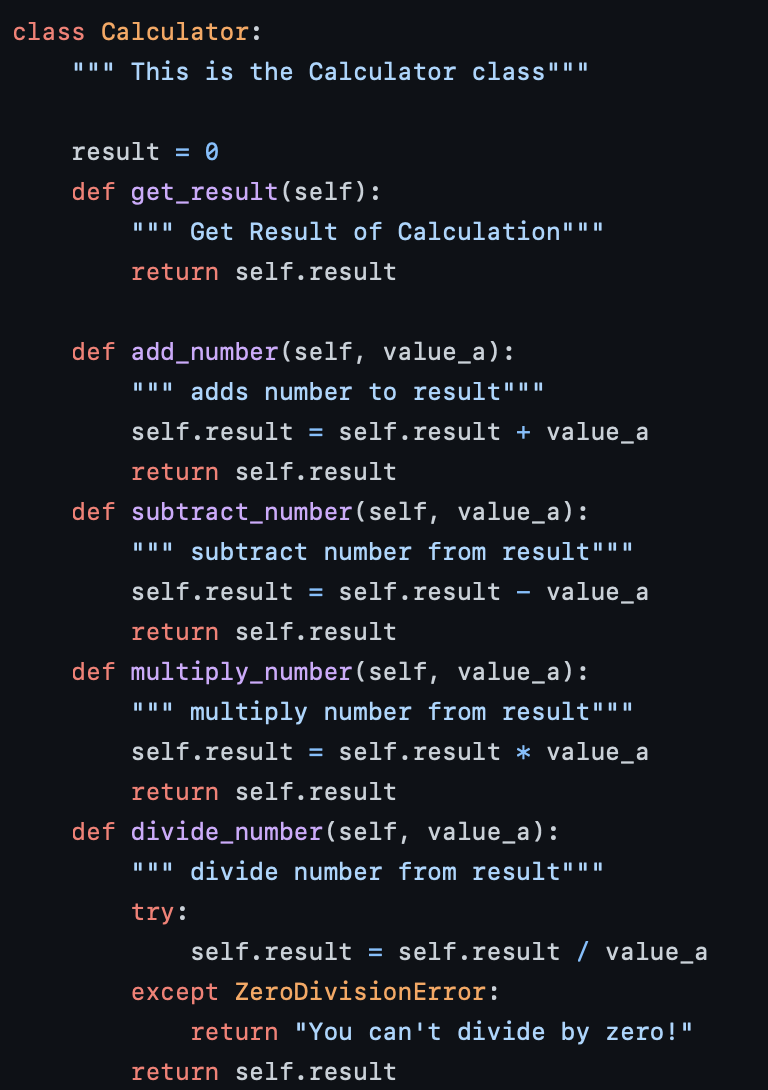 class Calculator:
    """ This is the Calculator class"""

    result = 0
    def get_result(self):
        """ Get Result of Calculation"""
        return self.result

    def add_number(self, value_a):
        """ adds number to result"""
        self.result = self.result + value_a
        return self.result
    def subtract_number(self, value_a):
        """ subtract number from result"""
        self.result = self.result - value_a
        return self.result
    def multiply_number(self, value_a):
        """ multiply number from result"""
        self.result = self.result * value_a
        return self.result
    def divide_number(self, value_a):
        """ divide number from result"""
        try:
            self.result = self.result / value_a
        except ZeroDivisionError:
            return "You can't divide by zero!"
        return self.result